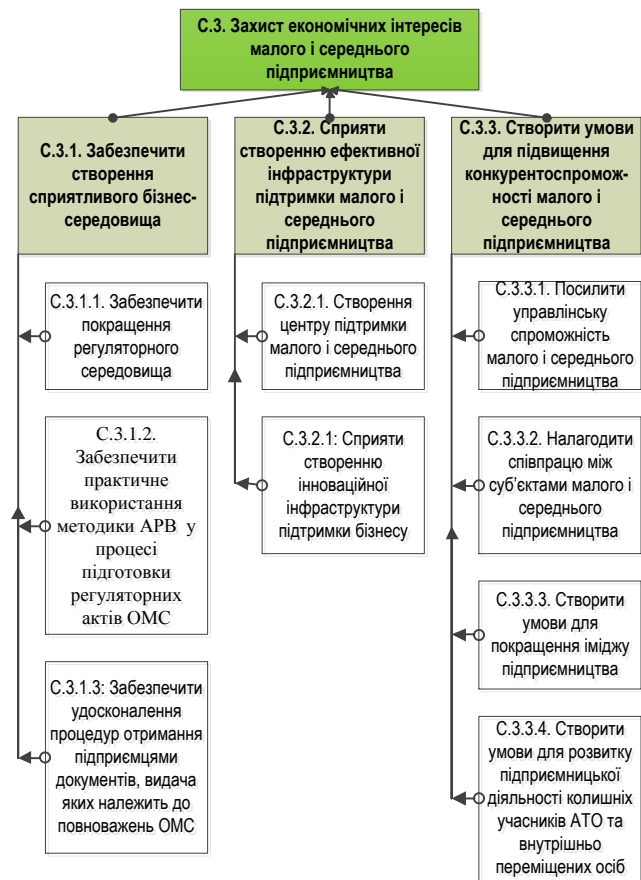 С.3. Захист економічних інтересів
малого і середнього
підприємництва
С.3.1. Забезпечити
створення
сприятливого бізнес-
середовища
С.3.1.1. Забезпечити
покращення
регуляторного
середовища
С.3.1.2.
Забезпечити
практичне
використання
методики АРВ у
процесі
підготовки
регуляторних
актів ОМС
С.3.1.3: Забезпечити
удосконалення
процедур отримання
підприємцями
документів, видача
яких належить до
повноважень ОМС
С.3.2. Сприяти
створенню ефективної
інфраструктури
підтримки малого і
середнього
підприємництва
С.3.2.1. Створення
центру підтримки
малого і середнього
підприємництва
С.3.2.1: Сприяти
створенню
інноваційної
інфраструктури
підтримки бізнесу
С.3.3. Створити умови
для підвищення
конкурентоспромож-
ності малого і
середнього
підприємництва
С.3.3.1. Посилити
управлінську
спроможність
малого і середнього
підприємництва
С.3.3.2. Налагодити
співпрацю між
суб’єктами малого і
середнього
підприємництва
С.3.3.3. Створити
умови для
покращення іміджу
підприємництва
С.3.3.4. Створити
умови для розвитку
підприємницької
діяльності колишніх
учасників АТО та
внутрішньо
переміщених осіб